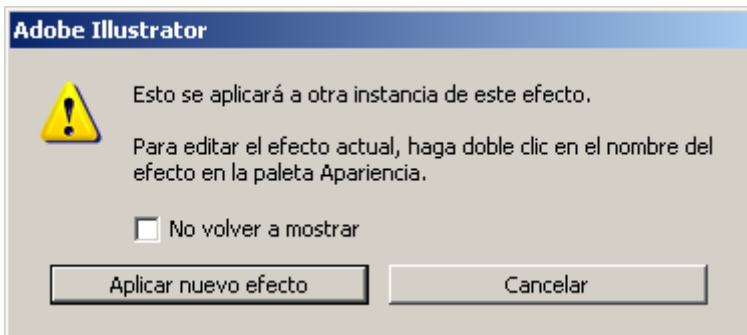 Adobe Illustrator
Esto se aplicará a otra instancia de este efecto.
Para editar el efecto actual, haga doble clic en el nombre del
efecto en la paleta Apariencia.
No volver a mostrar
Aplicar nuevo efecto
Cancelar